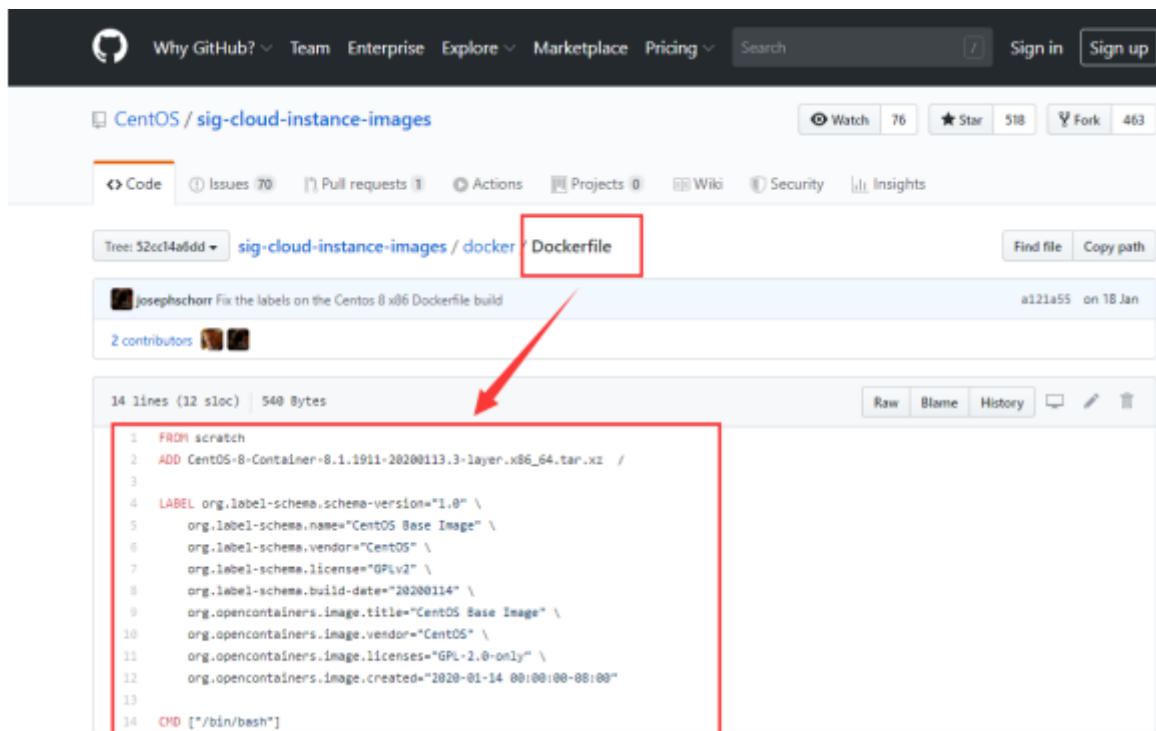 Why GitHub? Team Enterprise Explore Marketplace Pricing Search / Sign in Sign up
CentOS / sig-cloud-instance-images Watch 76 Star 518 Fork 463
<> Code Issues 70 Pull requests 1 Actions Projects 0 Wiki Security Insights
Tree: 52cc14a6dd sig-cloud-instance-images / docker / Dockerfile Find file Copy path
josephschorr Fix the labels on the Centos 8 x86 Dockerfile build a121a55 on 18 Jan
2 contributors
14 lines (12 sloc) 540 Bytes Raw Blame History
1 FROM scratch
2 ADD CentOS-8-Container-8.1.1911-20200113.3-layer.x86_64.tar.xz /
3
4 LABEL org.label-schema.schema-version="1.0" \
5 org.label-schema.name="CentOS Base Image" \
6 org.label-schema.vendor="CentOS" \
7 org.label-schema.license="GPLv2" \
8 org.label-schema.build-date="20200114" \
9 org.opencontainers.image.title="CentOS Base Image" \
10 org.opencontainers.image.vendor="CentOS" \
11 org.opencontainers.image.licenses="GPL-2.0-only" \
12 org.opencontainers.image.created="2020-01-14 00:00:00-08:00"
13
14 CMD ["/bin/bash"]